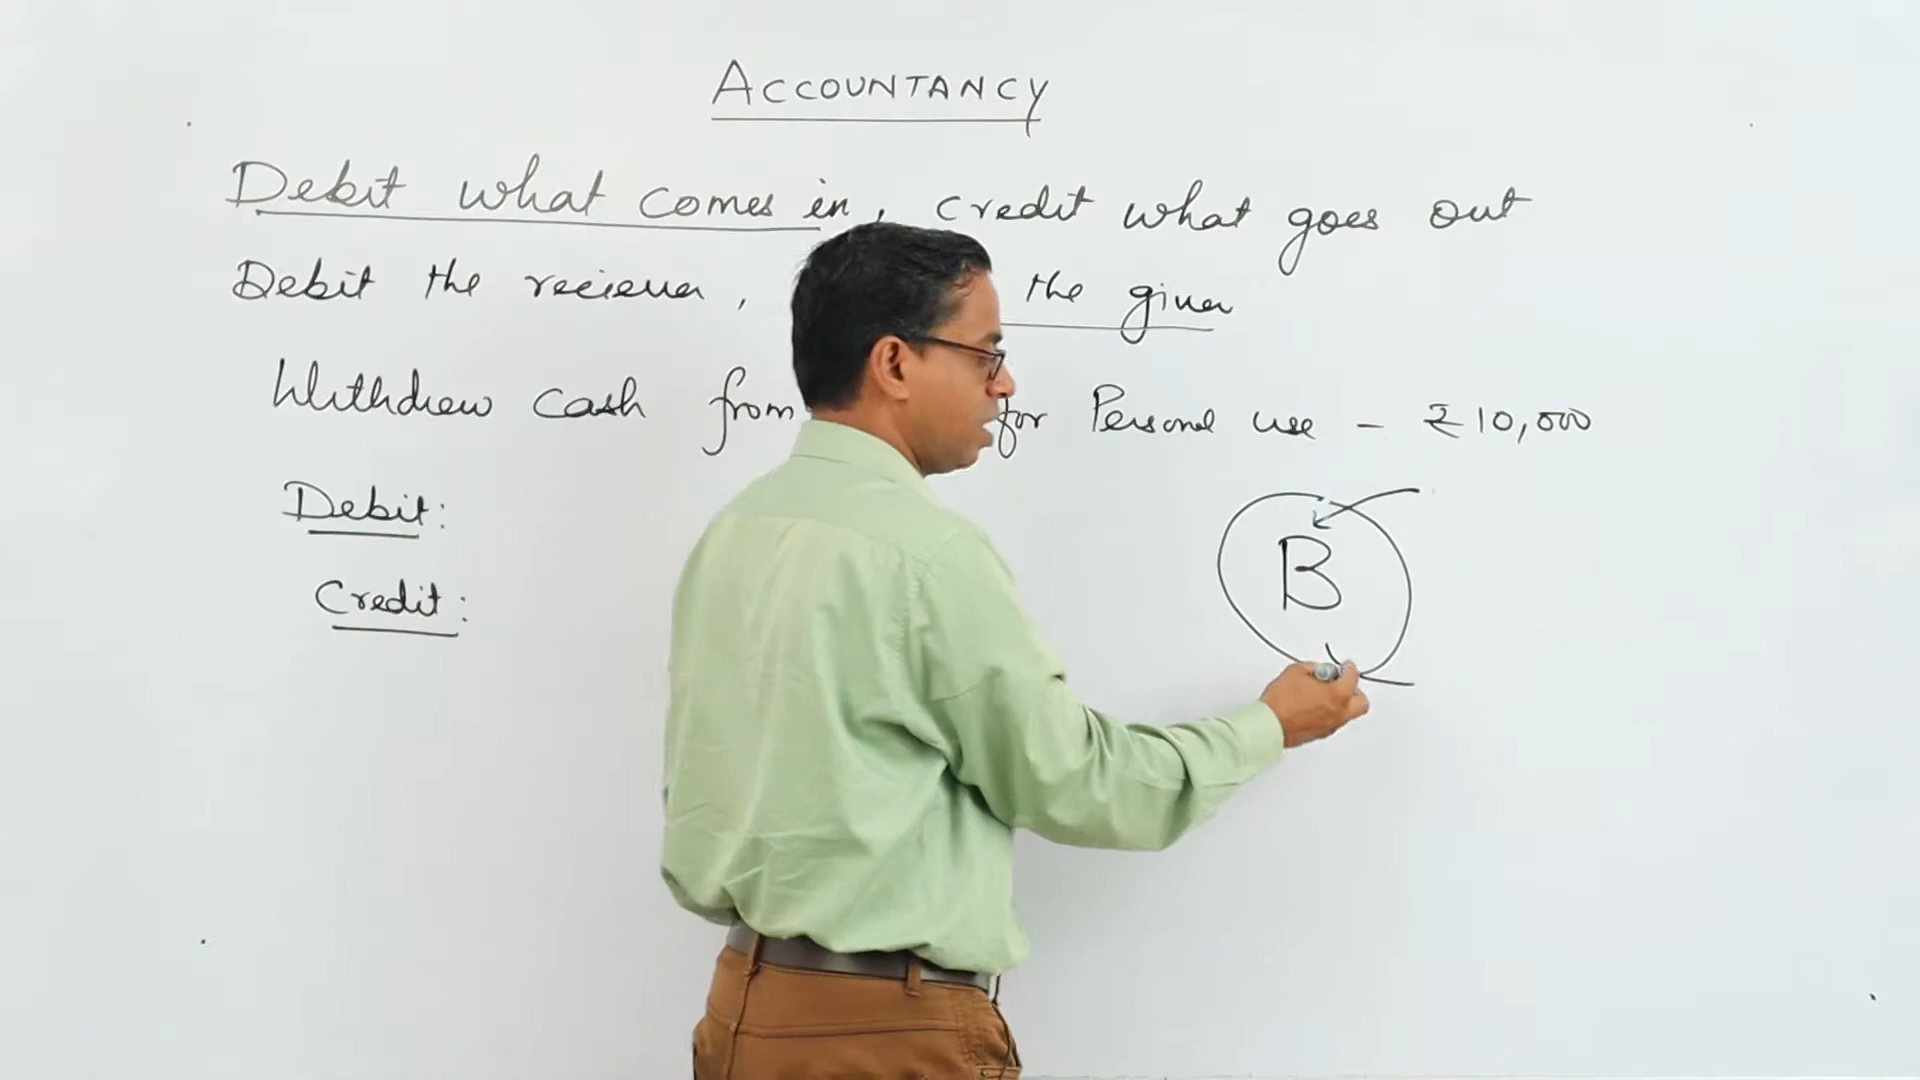 ACCOUNTANCY
Debit what comes in, credit what goes out
Debit the reciever, the giver
Withdrew cash from for Personal use - ₹10,000
Debit:
B
Credit: